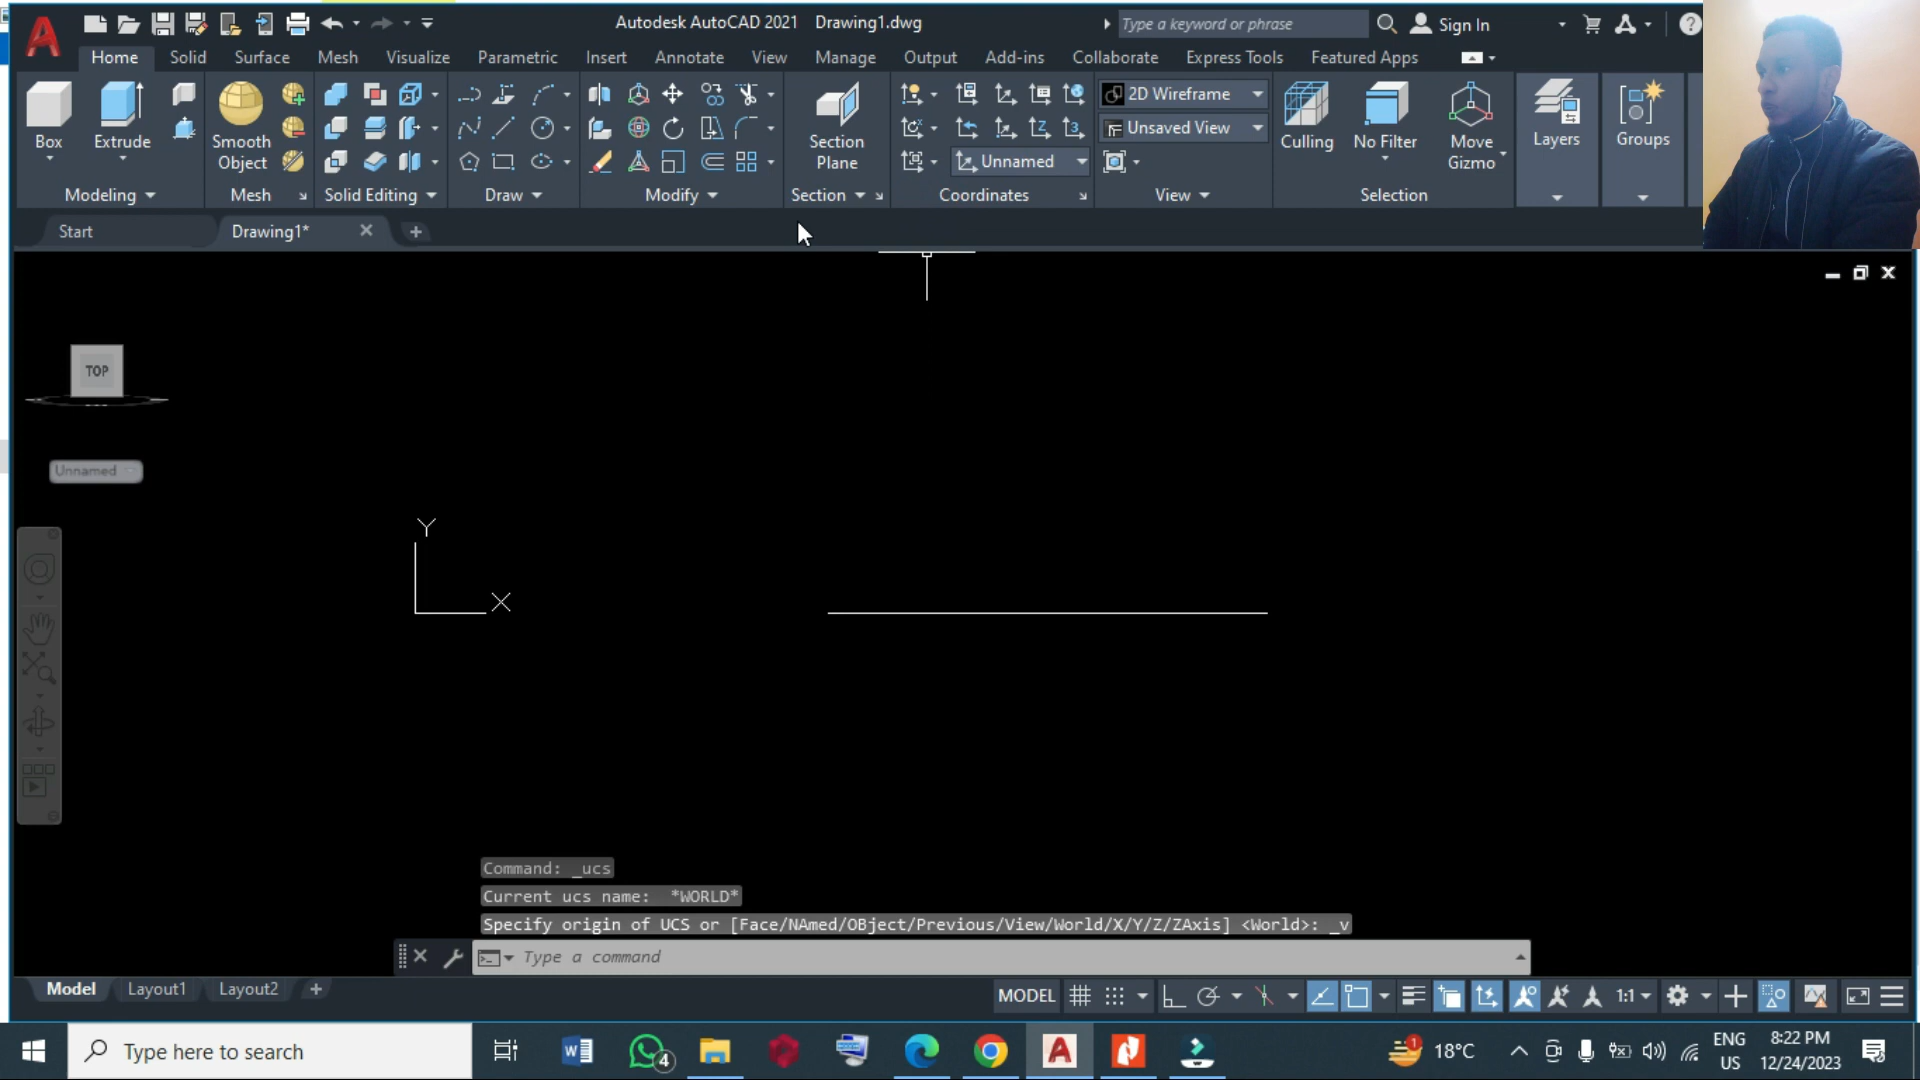 Autodesk AutoCAD 2021 Drawing1.dwg
Type a keyword or phrase
Sign In
Home Solid Surface Mesh Visualize Parametric Insert Annotate View Manage Output Add-ins Collaborate Express Tools Featured Apps
Box
Extrude
Smooth
Object
Section
Plane
2D Wireframe
Unsaved View
Unnamed
Culling
No Filter
Move
Gizmo
Layers
Groups
Modeling
Mesh
Solid Editing
Draw
Modify
Section
Coordinates
View
Selection
Start
Drawing1*
TOP
Unnamed
Y
X
Command: _ucs
Current ucs name: *WORLD*
Specify origin of UCS or [Face/NAmed/OBject/Previous/View/World/X/Y/Z/ZAxis] <World>: _v
Type a command
Model Layout1 Layout2
MODEL
1:1
Type here to search
4
1
18°C
ENG
US
8:22 PM
12/24/2023